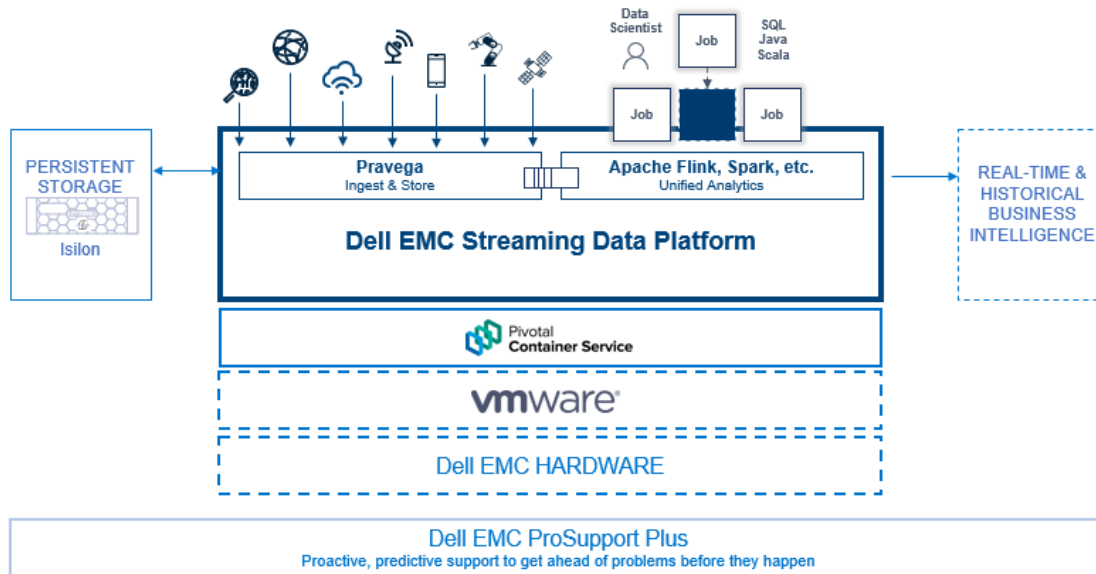 Data
Scientist
Job
SQL
Java
Scala
Job
Job
PERSISTENT
STORAGE
Isilon
Pravega
Ingest & Store
Apache Flink, Spark, etc.
Unified Analytics
Dell EMC Streaming Data Platform
REAL-TIME &
HISTORICAL
BUSINESS
INTELLIGENCE
Pivotal
Container Service
vmware®
Dell EMC HARDWARE
Dell EMC ProSupport Plus
Proactive, predictive support to get ahead of problems before they happen